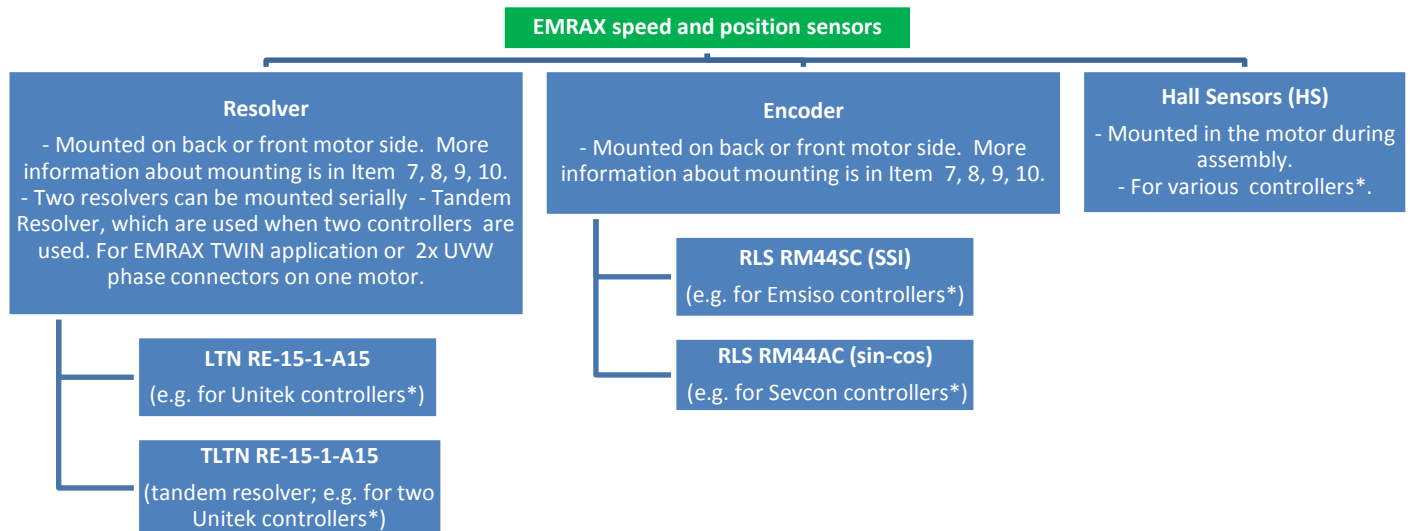 EMRAX speed and position sensors
Resolver
- Mounted on back or front motor side. More
information about mounting is in Item 7, 8, 9, 10.
- Two resolvers can be mounted serially - Tandem
Resolver, which are used when two controllers are
used. For EMRAX TWIN application or 2x UVW
phase connectors on one motor.
LTN RE-15-1-A15
(e.g. for Unitek controllers*)
TLTN RE-15-1-A15
(tandem resolver; e.g. for two
Unitek controllers*)
Encoder
- Mounted on back or front motor side. More
information about mounting is in Item 7, 8, 9, 10.
RLS RM44SC (SSI)
(e.g. for Emsiso controllers*)
RLS RM44AC (sin-cos)
(e.g. for Sevcon controllers*)
Hall Sensors (HS)
- Mounted in the motor during
assembly.
- For various controllers*.